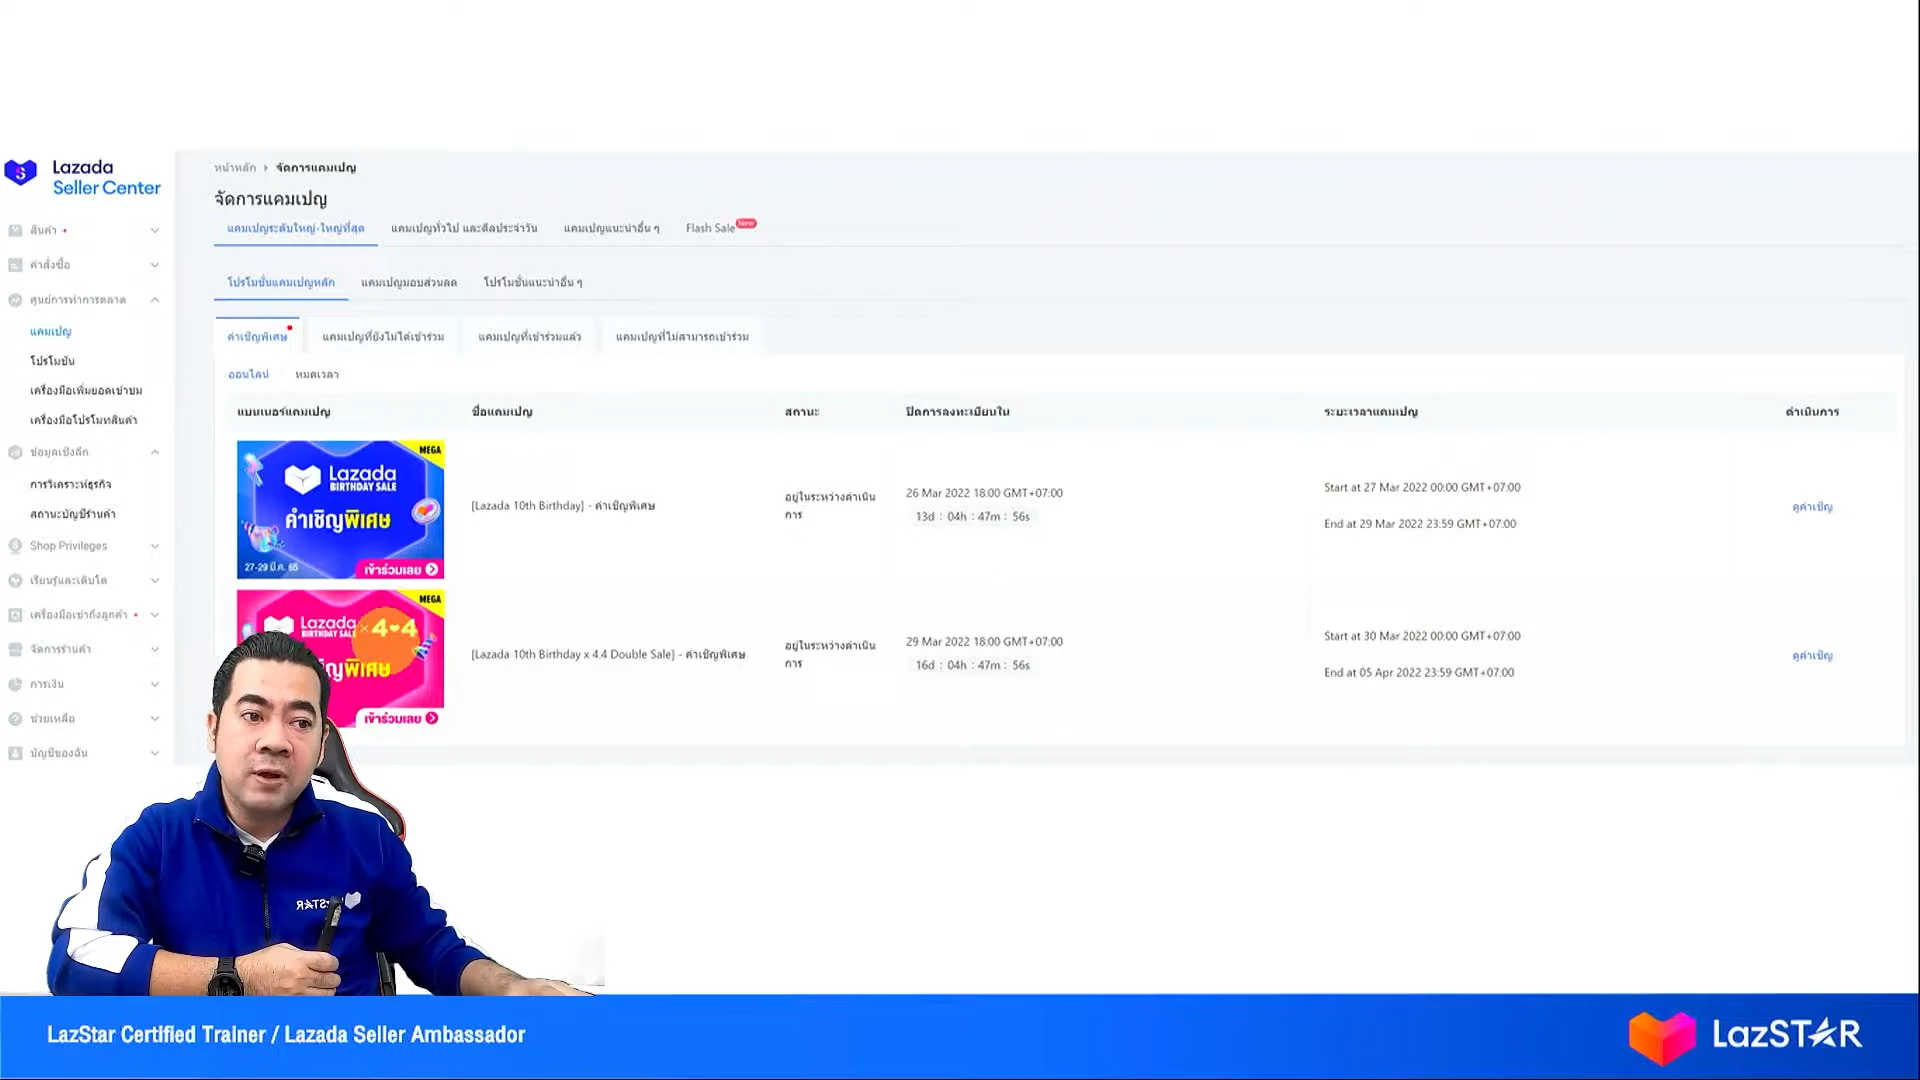 Lazada
Seller Center
หน้าหลัก
จัดการแคมเปญ
จัดการแคมเปญ
แคมเปญระดับใหญ่-ใหญ่ที่สุด
แคมเปญทั่วไป และดีลประจำวัน
แคมเปญแนะนำอื่น ๆ
Flash Sale
New
โปรโมชั่นแคมเปญหลัก
แคมเปญมอบส่วนลด
โปรโมชั่นแนะนำอื่น ๆ
คำเชิญพิเศษ
แคมเปญที่ยังไม่ได้เข้าร่วม
แคมเปญที่เข้าร่วมแล้ว
แคมเปญที่ไม่สามารถเข้าร่วม
ออนไลน์
หมดเวลา
แบนเนอร์แคมเปญ
ชื่อแคมเปญ
สถานะ
ปิดการลงทะเบียนใน
ระยะเวลาแคมเปญ
ดำเนินการ
MEGA
Lazada
BIRTHDAY SALE
คำเชิญพิเศษ
27-29 มี.ค. 65
เข้าร่วมเลย
[Lazada 10th Birthday] - คำเชิญพิเศษ
อยู่ในระหว่างดำเนิน
การ
26 Mar 2022 18:00 GMT+07:00
13d : 04h : 47m : 56s
Start at 27 Mar 2022 00:00 GMT+07:00
End at 29 Mar 2022 23:59 GMT+07:00
ดูคำเชิญ
MEGA
Lazada
BIRTHDAY SALE
× 4 4
ญพิเศษ
เข้าร่วมเลย
[Lazada 10th Birthday x 4.4 Double Sale] - คำเชิญพิเศษ
อยู่ในระหว่างดำเนิน
การ
29 Mar 2022 18:00 GMT+07:00
16d : 04h : 47m : 56s
Start at 30 Mar 2022 00:00 GMT+07:00
End at 05 Apr 2022 23:59 GMT+07:00
ดูคำเชิญ
สินค้า
คำสั่งซื้อ
ศูนย์การทำการตลาด
แคมเปญ
โปรโมชัน
เครื่องมือเพิ่มยอดเข้าชม
เครื่องมือโปรโมทสินค้า
ข้อมูลเชิงลึก
การวิเคราะห์ธุรกิจ
สถานะบัญชีร้านค้า
Shop Privileges
เรียนรู้และเติบโต
เครื่องมือเข้าถึงลูกค้า
จัดการร้านค้า
การเงิน
ช่วยเหลือ
บัญชีของฉัน
LazStar Certified Trainer / Lazada Seller Ambassador
LazSTAR